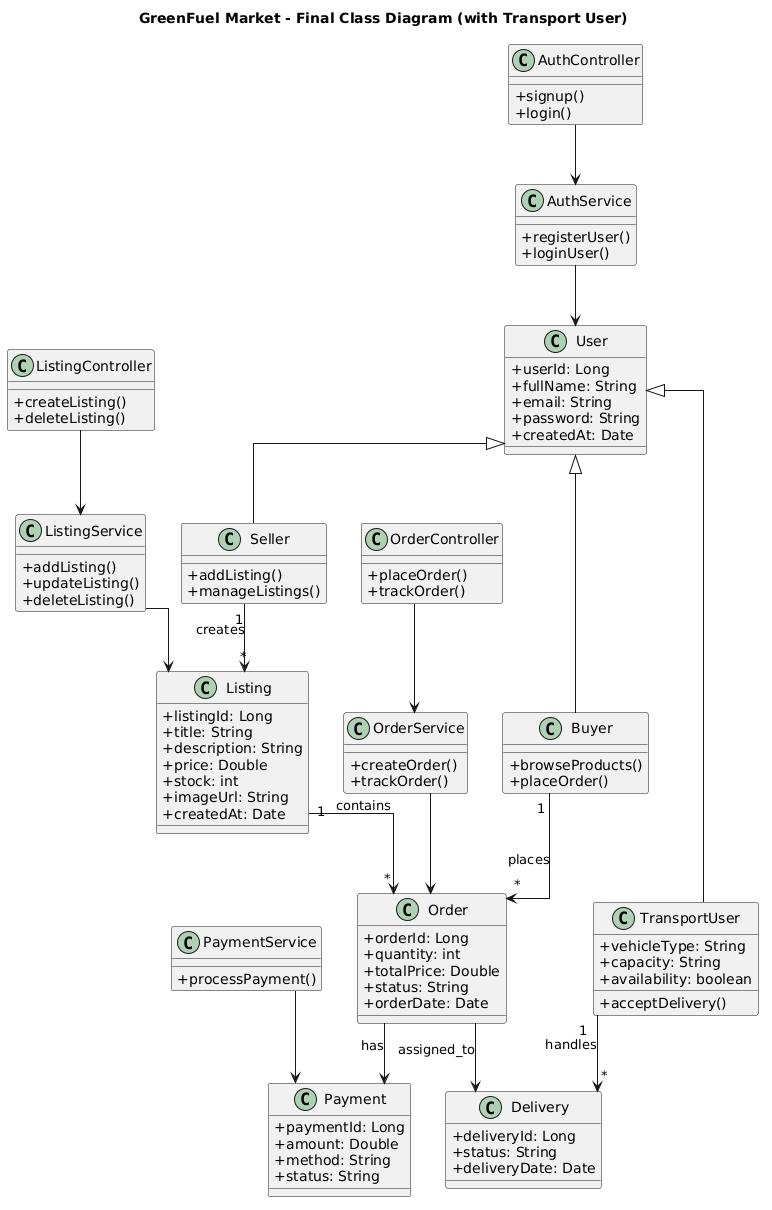 GreenFuel Market - Final Class Diagram (with Transport User)
C AuthController
+signup()
+login()
C AuthService
+registerUser()
+loginUser()
C User
+userId: Long
+fullName: String
+email: String
+password: String
+createdAt: Date
C ListingController
+createListing()
+deleteListing()
C ListingService
+addListing()
+updateListing()
+deleteListing()
C Seller
+addListing()
+manageListings()
C OrderController
+placeOrder()
+trackOrder()
1
creates
*
C Listing
+listingId: Long
+title: String
+description: String
+price: Double
+stock: int
+imageUrl: String
+createdAt: Date
C OrderService
+createOrder()
+trackOrder()
C Buyer
+browseProducts()
+placeOrder()
1 contains
*
1
places
*
C Order
+orderId: Long
+quantity: int
+totalPrice: Double
+status: String
+orderDate: Date
C TransportUser
+vehicleType: String
+capacity: String
+availability: boolean
+acceptDelivery()
C PaymentService
+processPayment()
has
assigned_to
1
handles
*
C Payment
+paymentId: Long
+amount: Double
+method: String
+status: String
C Delivery
+deliveryId: Long
+status: String
+deliveryDate: Date